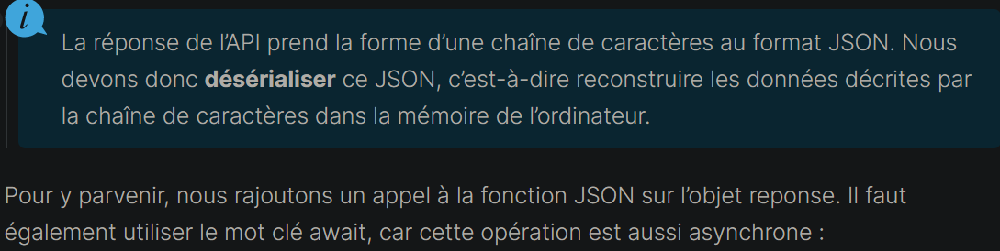 i
La réponse de l’API prend la forme d’une chaîne de caractères au format JSON. Nous
devons donc désérialiser ce JSON, c’est-à-dire reconstruire les données décrites par
la chaîne de caractères dans la mémoire de l’ordinateur.
Pour y parvenir, nous rajoutons un appel à la fonction JSON sur l’objet reponse. Il faut
également utiliser le mot clé await, car cette opération est aussi asynchrone :